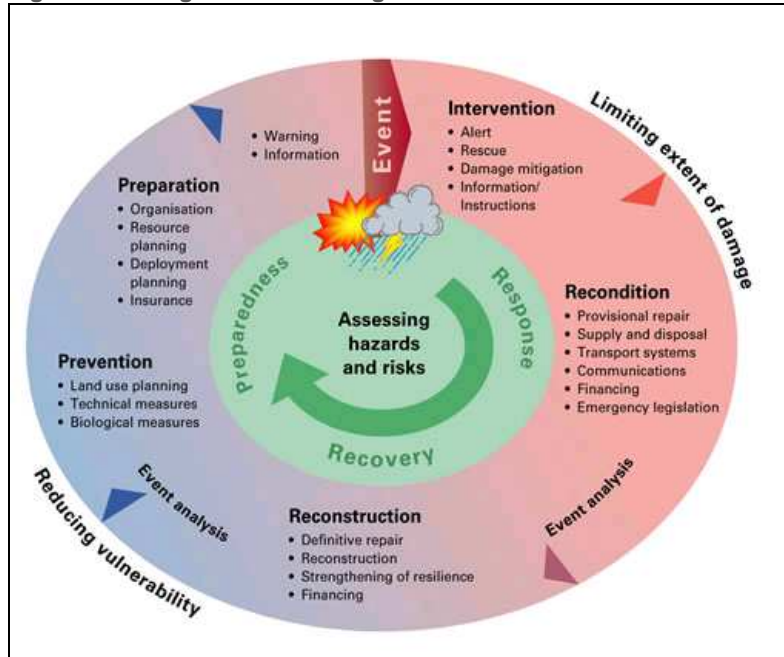 Event
Intervention
• Alert
• Rescue
• Damage mitigation
• Information/
Instructions
Limiting extent of damage
Recondition
• Provisional repair
• Supply and disposal
• Transport systems
• Communications
• Financing
• Emergency legislation
Event analysis
Reconstruction
• Definitive repair
• Reconstruction
• Strengthening of resilience
• Financing
Event analysis
Reducing vulnerability
Prevention
• Land use planning
• Technical measures
• Biological measures
Preparation
• Organisation
• Resource
planning
• Deployment
planning
• Insurance
• Warning
• Information
Preparedness
Response
Recovery
Assessing
hazards
and risks